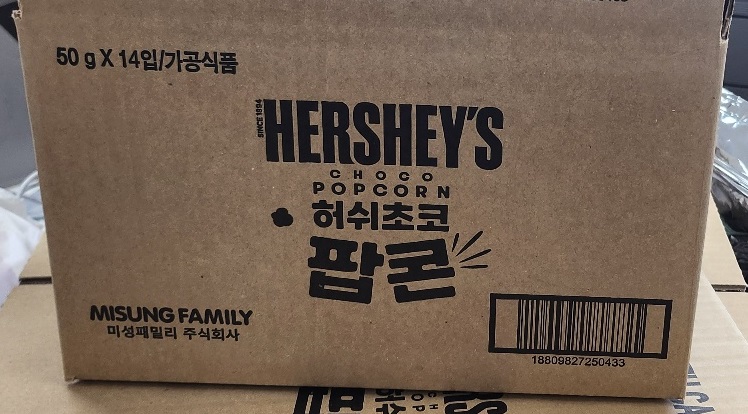 50 g X 14입/가공식품
SINCE 1894
HERSHEY'S
CHOCO
POPCORN
허쉬초코
팝콘
MISUNG FAMILY
미성패밀리 주식회사
18809827250433